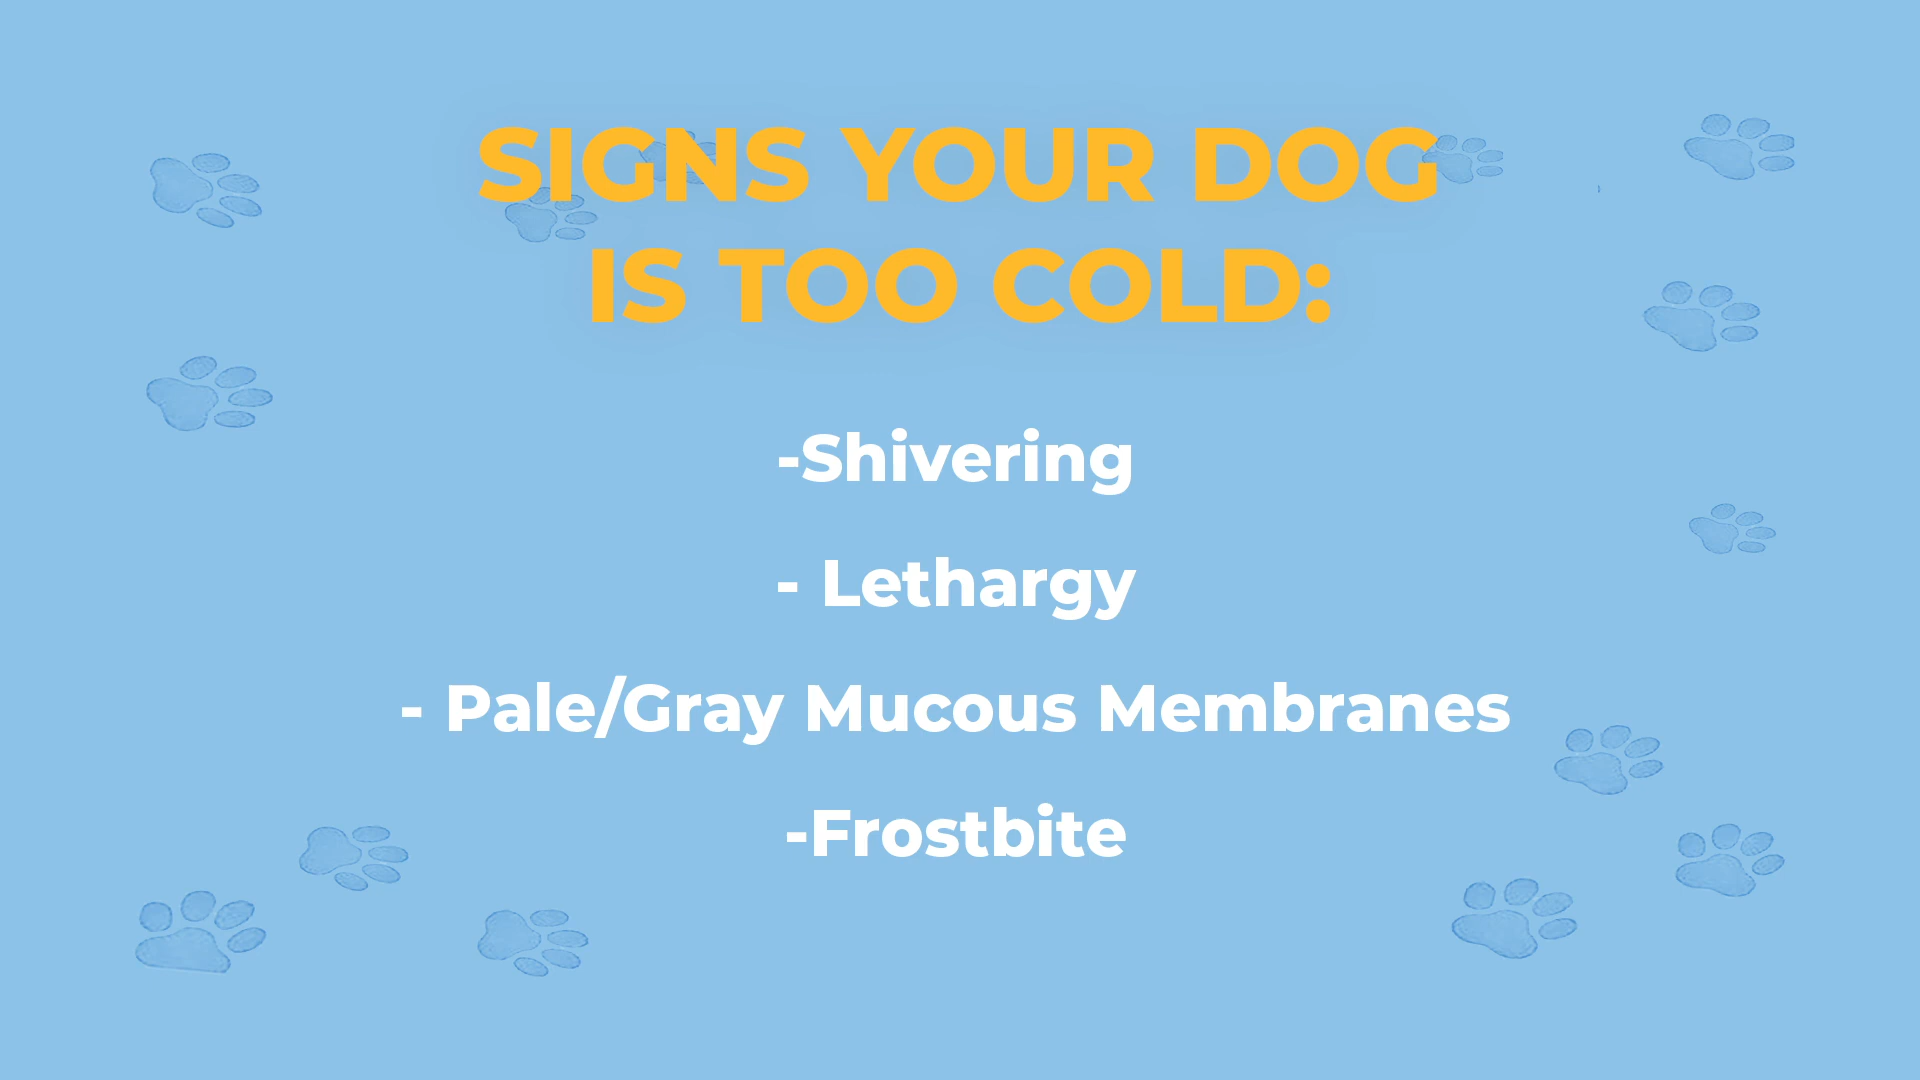 SIGNS YOUR DOG
IS TOO COLD:
-Shivering
- Lethargy
- Pale/Gray Mucous Membranes
-Frostbite